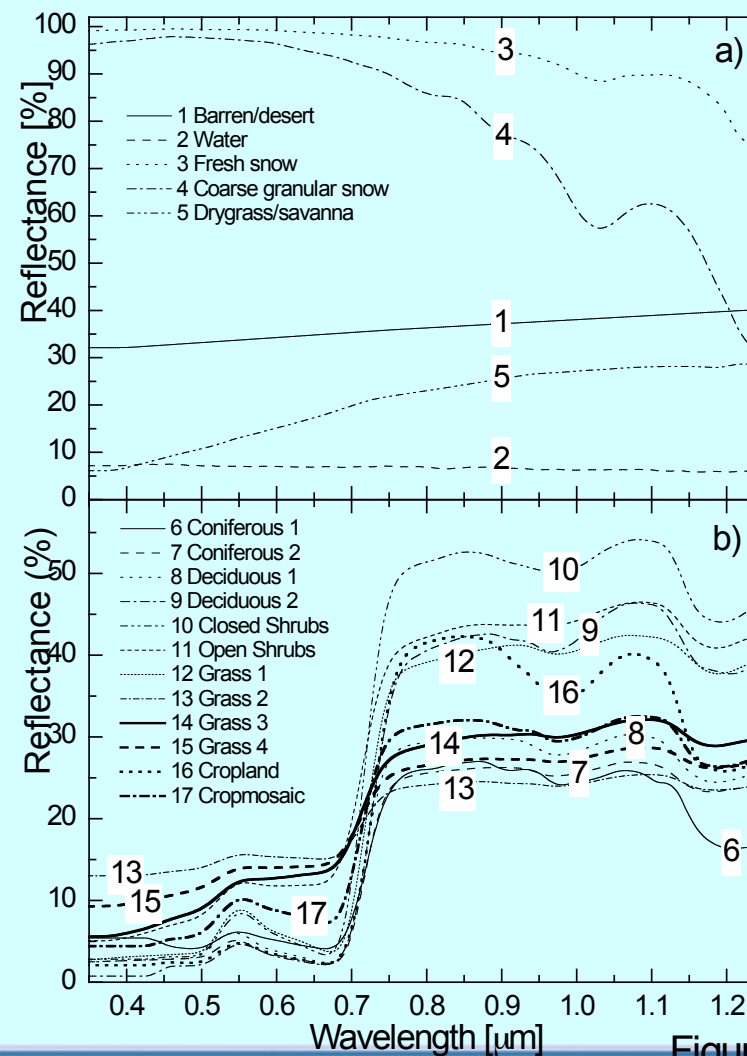 100
3
a)
90
80
4
1 Barren/desert
2 Water
3 Fresh snow
4 Coarse granular snow
5 Drygrass/savanna
70
60
50
40
1
30
5
20
10
2
0
Reflectance [%]
6 Coniferous 1
7 Coniferous 2
8 Deciduous 1
9 Deciduous 2
10 Closed Shrubs
11 Open Shrubs
12 Grass 1
13 Grass 2
14 Grass 3
15 Grass 4
16 Cropland
17 Cropmosaic
b)
50
10
40
11
9
12
16
30
14
8
7
13
20
6
13
10
15
17
0
Reflectance (%)
0.4 0.5 0.6 0.7 0.8 0.9 1.0 1.1 1.2
Wavelength [μm]
Figur